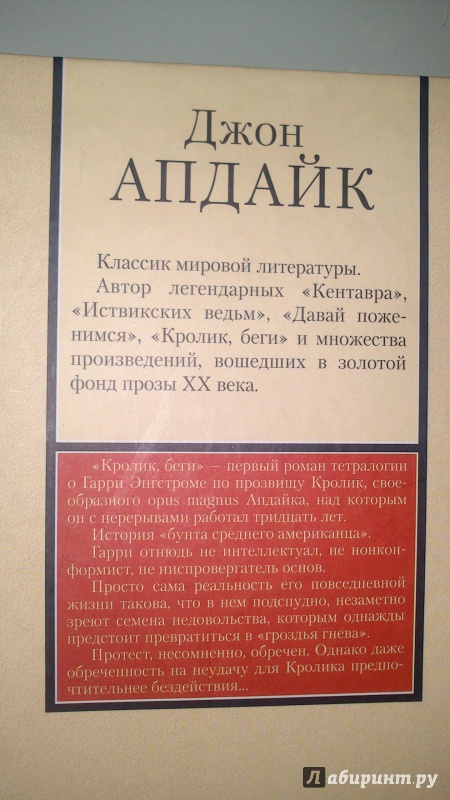 Джон
АПДАЙК
Классик мировой литературы.
Автор легендарных «Кентавра»,
«Иствикских ведьм», «Давай поже-
нимся», «Кролик, беги» и множества
произведений, вошедших в золотой
фонд прозы XX века.
«Кролик, беги» — первый роман тетралогии
о Гарри Энгстроме по прозвищу Кролик, свое-
образного opus magnus Апдайка, над которым
он с перерывами работал тридцать лет.
История «бунта среднего американца».
Гарри отнюдь не интеллектуал, не нонкон-
формист, не ниспровергатель основ.
Просто сама реальность его повседневной
жизни такова, что в нем подспудно, незаметно
зреют семена недовольства, которым однажды
предстоит превратиться в «гроздья гнева».
Протест, несомненно, обречен. Однако даже
обреченность на неудачу для Кролика предпо-
чтительнее бездействия...
Лабиринт.ру